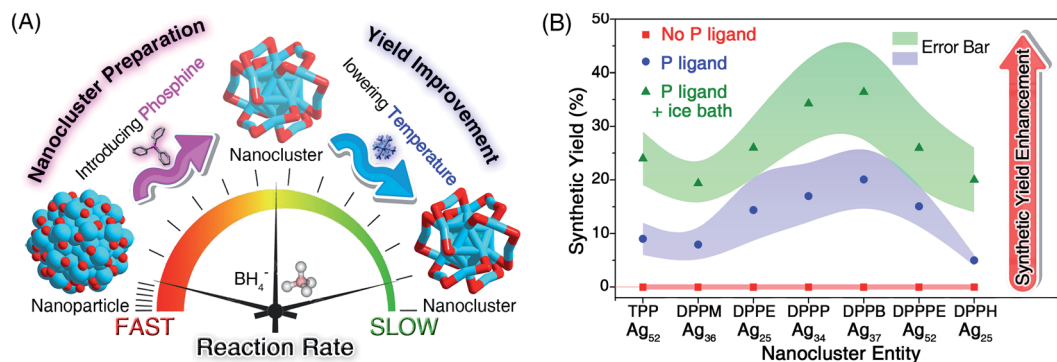 (A)
Nanocluster Preparation
Introducing Phosphine
Yield Improvement
lowering Temperature
Nanocluster
Nanoparticle
BH4-
Nanocluster
FAST
SLOW
Reaction Rate
(B)
Synthetic Yield (%)
50
40
30
20
10
0
No P ligand
P ligand
P ligand
+ ice bath
Error Bar
Synthetic Yield Enhancement
TPP DPPM DPPE DPPP DPPB DPPPE DPPH
Ag52 Ag36 Ag25 Ag34 Ag37 Ag52 Ag25
Nanocluster Entity